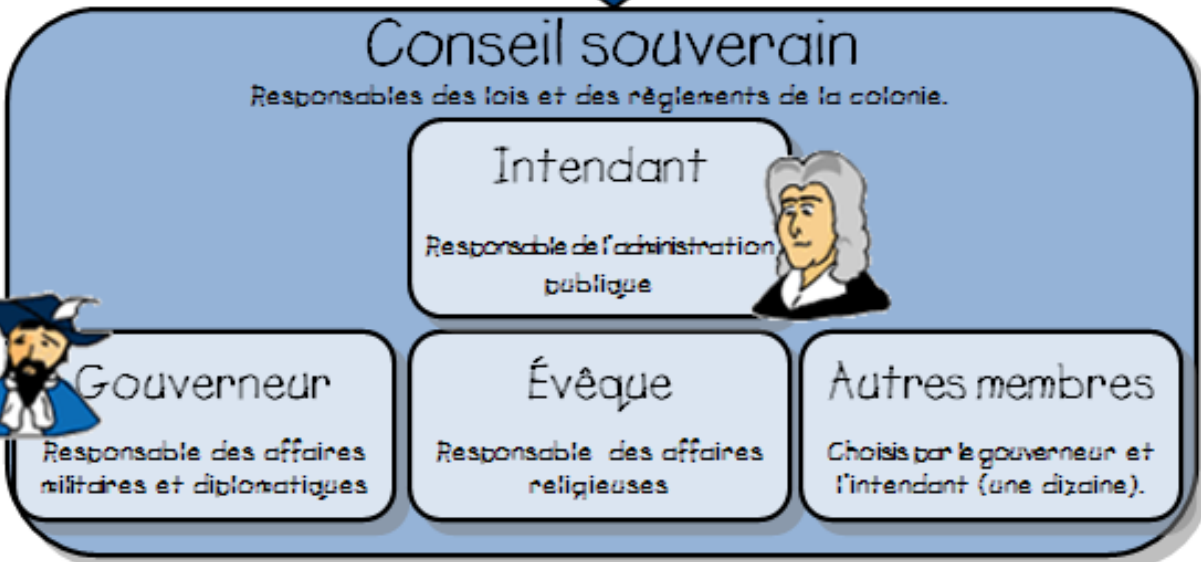 Conseil souverain
Responsables des lois et des règlements de la colonie.
Intendant
Responsable de l'administration
publique
Gouverneur
Responsable des affaires
militaires et diplomatiques
Évêque
Responsable des affaires
religieuses
Autres membres
Choisis par le gouverneur et
l'intendant (une dizaine).